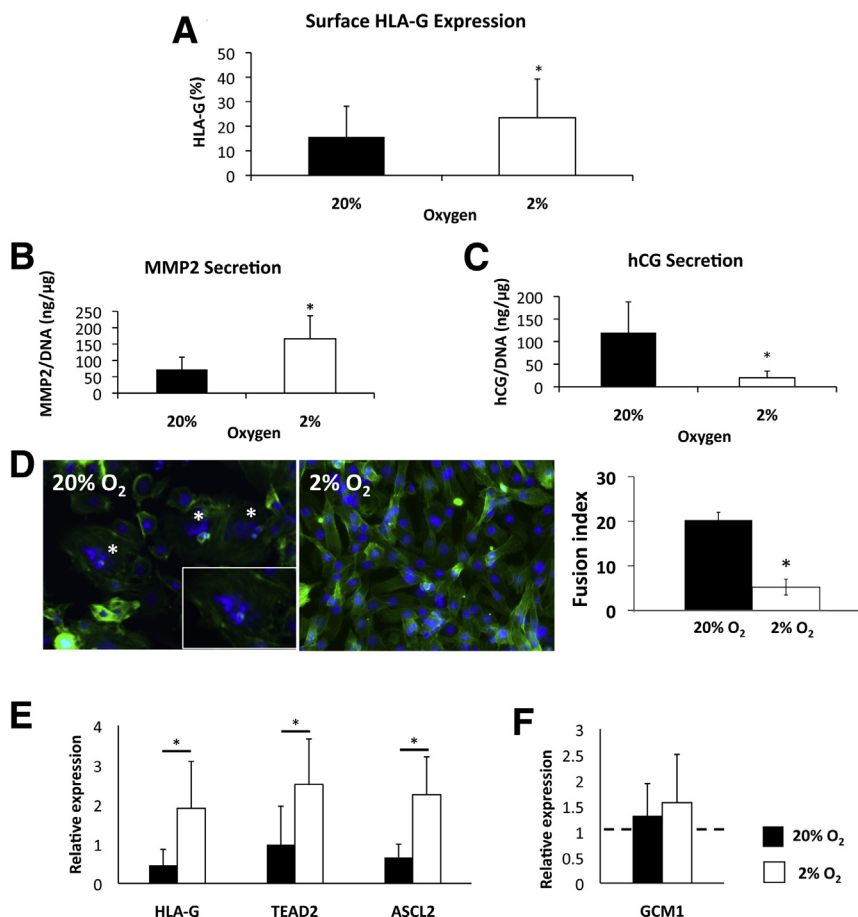 A
Surface HLA-G Expression
HLA-G (%)
50
40
30
20
10
0
*
20%
2%
Oxygen
B
MMP2 Secretion
MMP2/DNA (ng/µg)
250
200
150
100
50
0
*
20%
2%
Oxygen
C
hCG Secretion
hCG/DNA (ng/µg)
200
150
100
50
0
*
20%
2%
Oxygen
D
20% O₂
*
*
*
2% O₂
Fusion index
30
20
10
0
*
20% O₂
2% O₂
E
Relative expression
4
3
2
1
0
*
*
*
HLA-G
TEAD2
ASCL2
F
Relative expression
3
2.5
2
1.5
1
0.5
0
GCM1
20% O₂
2% O₂